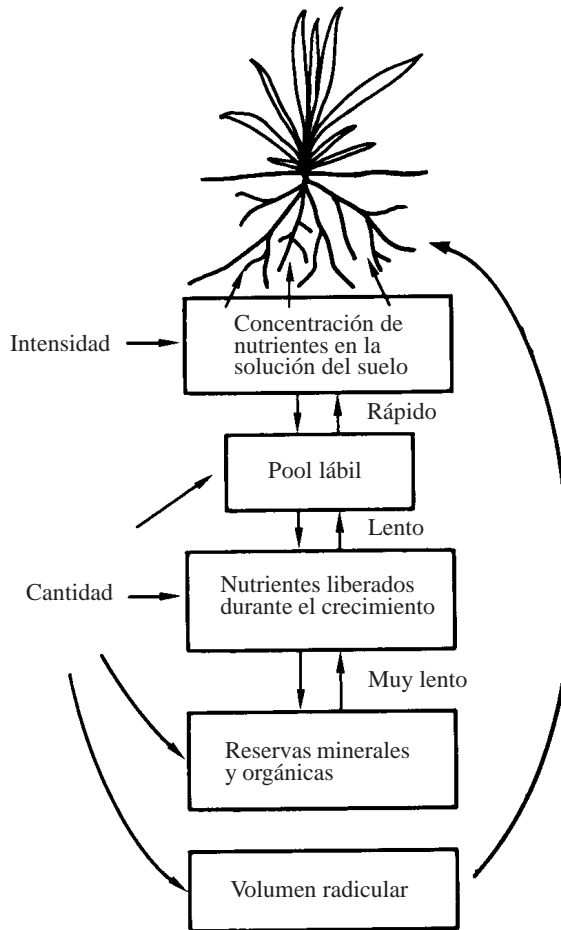 Intensidad
Concentración de
nutrientes en la
solución del suelo
Rápido
Pool lábil
Lento
Cantidad
Nutrientes liberados
durante el crecimiento
Muy lento
Reservas minerales
y orgánicas
Volumen radicular